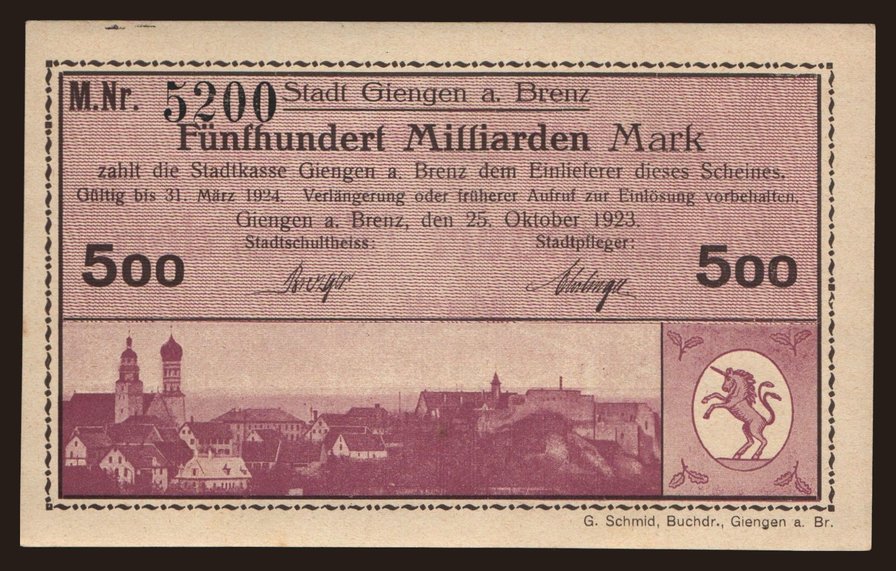 M.Nr. 5200 Stadt Giengen a. Brenz
Fünfhundert Milliarden Mark
zahlt die Stadtkasse Giengen a. Brenz dem Einlieferer dieses Scheines.
Gültig bis 31. März 1924. Verlängerung oder früherer Aufruf zur Einlösung vorbehalten.
Giengen a. Brenz, den 25. Oktober 1923.
Stadtschultheiss: Stadtpfleger:
500 500
G. Schmid, Buchdr., Giengen a. Br.